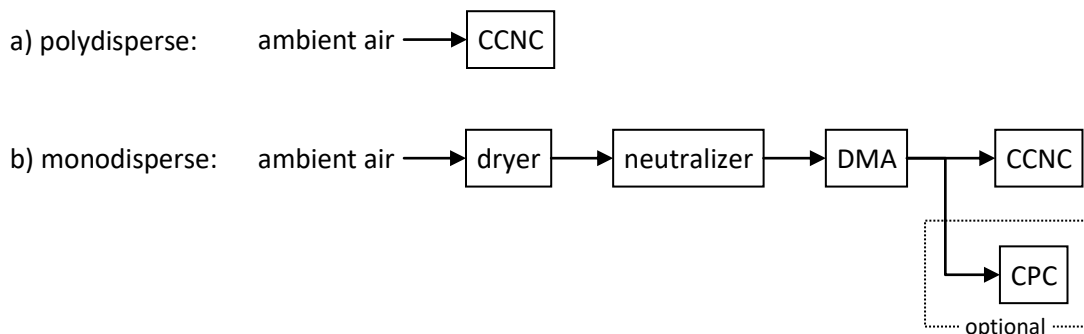 a) polydisperse: ambient air CCNC
b) monodisperse: ambient air dryer neutralizer DMA CCNC
CPC
optional